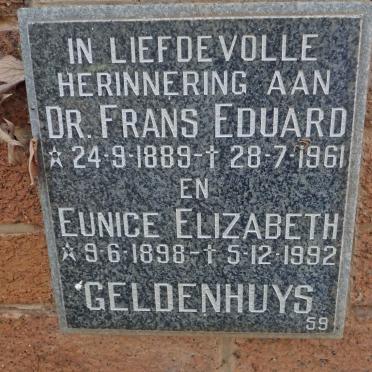 IN LIEFDEVOLLE
HERINNERING AAN
DR. FRANS EDUARD
☆ 24-9-1889-† 28-7-1961
EN
EUNICE ELIZABETH
☆ 9-6-1898-† 5-12-1992
GELDENHUYS
59